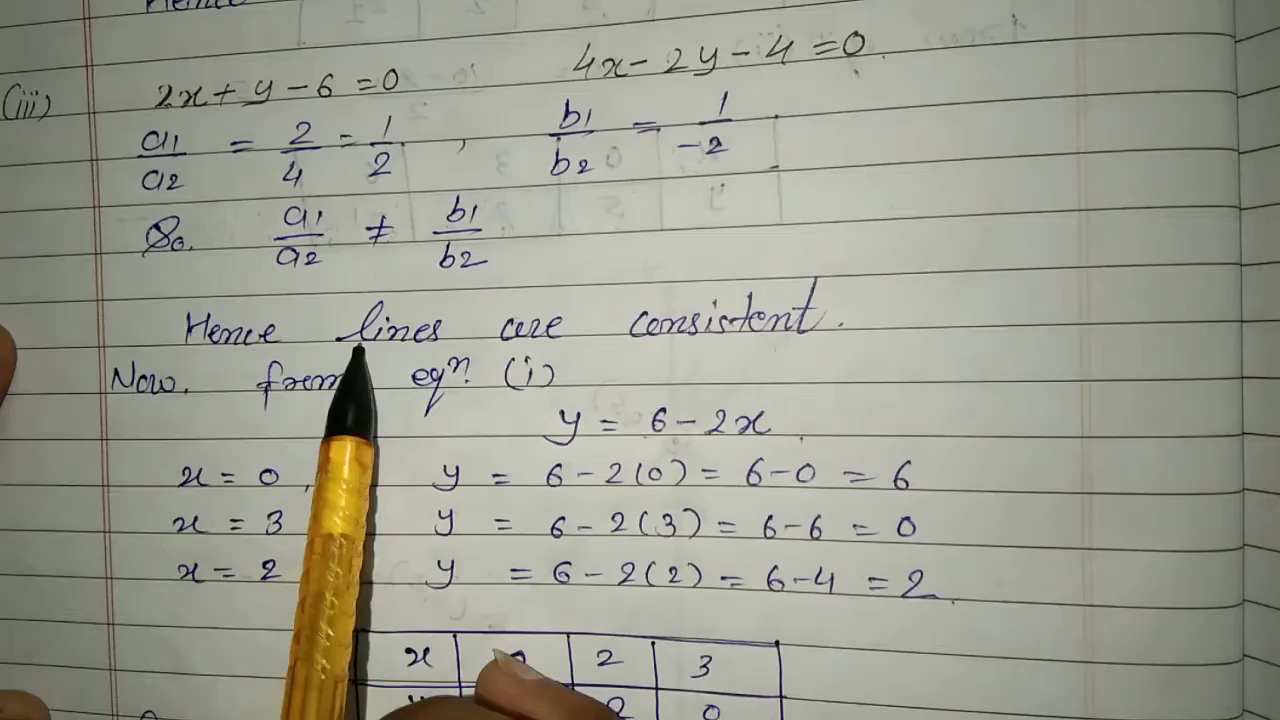 (iii) 2x + y - 6 = 0 4x - 2y - 4 = 0
a1/a2 = 2/4 = 1/2 , b1/b2 = 1/-2
So. a1/a2 ≠ b1/b2
Hence lines are consistent.
Now. from eqn. (i)
y = 6 - 2x
x = 0, y = 6 - 2(0) = 6 - 0 = 6
x = 3 y = 6 - 2(3) = 6 - 6 = 0
x = 2 y = 6 - 2(2) = 6 - 4 = 2
x 2 3
2 0